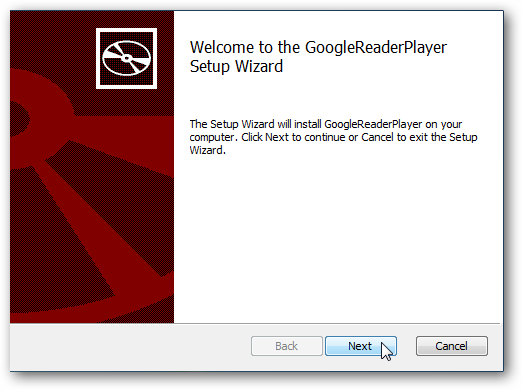 Welcome to the GoogleReaderPlayer
Setup Wizard
The Setup Wizard will install GoogleReaderPlayer on your
computer. Click Next to continue or Cancel to exit the Setup
Wizard.
Back
Next
Cancel